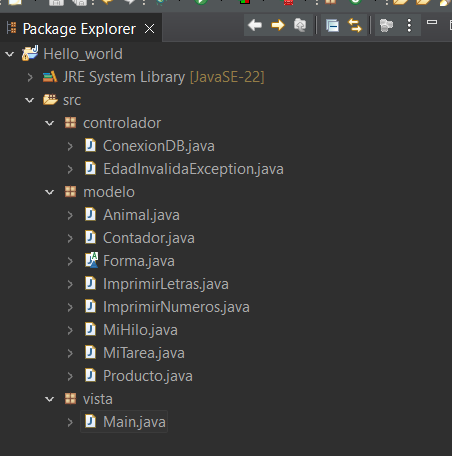 Package Explorer
Hello_world
JRE System Library [JavaSE-22]
src
controlador
ConexionDB.java
EdadInvalidaException.java
modelo
Animal.java
Contador.java
Forma.java
ImprimirLetras.java
ImprimirNumeros.java
MiHilo.java
MiTarea.java
Producto.java
vista
Main.java